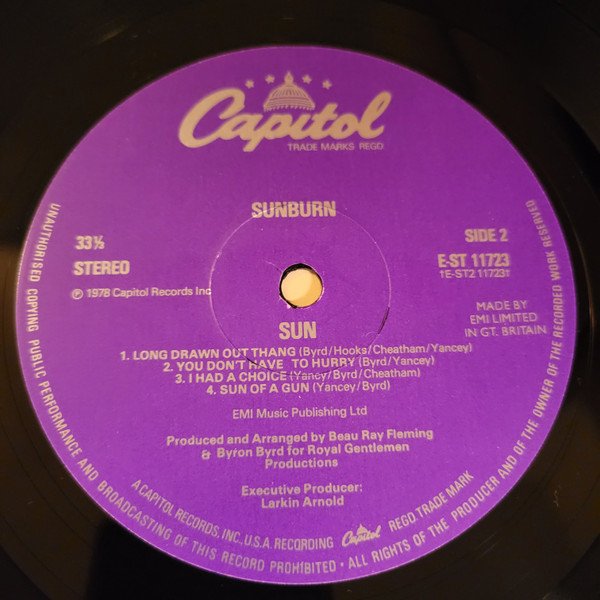 Capitol
TRADE MARKS REGD.
SUNBURN
33⅓
STEREO
SIDE 2
E-ST 11723
†E-ST2 11723†
℗ 1978 Capitol Records Inc
MADE BY
EMI LIMITED
IN GT. BRITAIN
SUN
1. LONG DRAWN OUT THANG (Byrd/Hooks/Cheatham/Yancey)
2. YOU DON'T HAVE TO HURRY (Byrd/Yancey)
3. I HAD A CHOICE (Yancy/Byrd/Cheatham)
4. SUN OF A GUN (Yancey/Byrd)
EMI Music Publishing Ltd
Produced and Arranged by Beau Ray Fleming
& Byron Byrd for Royal Gentlemen
Productions
Executive Producer:
Larkin Arnold
A CAPITOL RECORDS, INC., U.S.A. RECORDING Capitol REGD. TRADE MARK
UNAUTHORISED COPYING PUBLIC PERFORMANCE AND BROADCASTING OF THIS RECORD PROHIBITED • ALL RIGHTS OF THE PRODUCER AND OF THE OWNER OF THE RECORDED WORK RESERVED